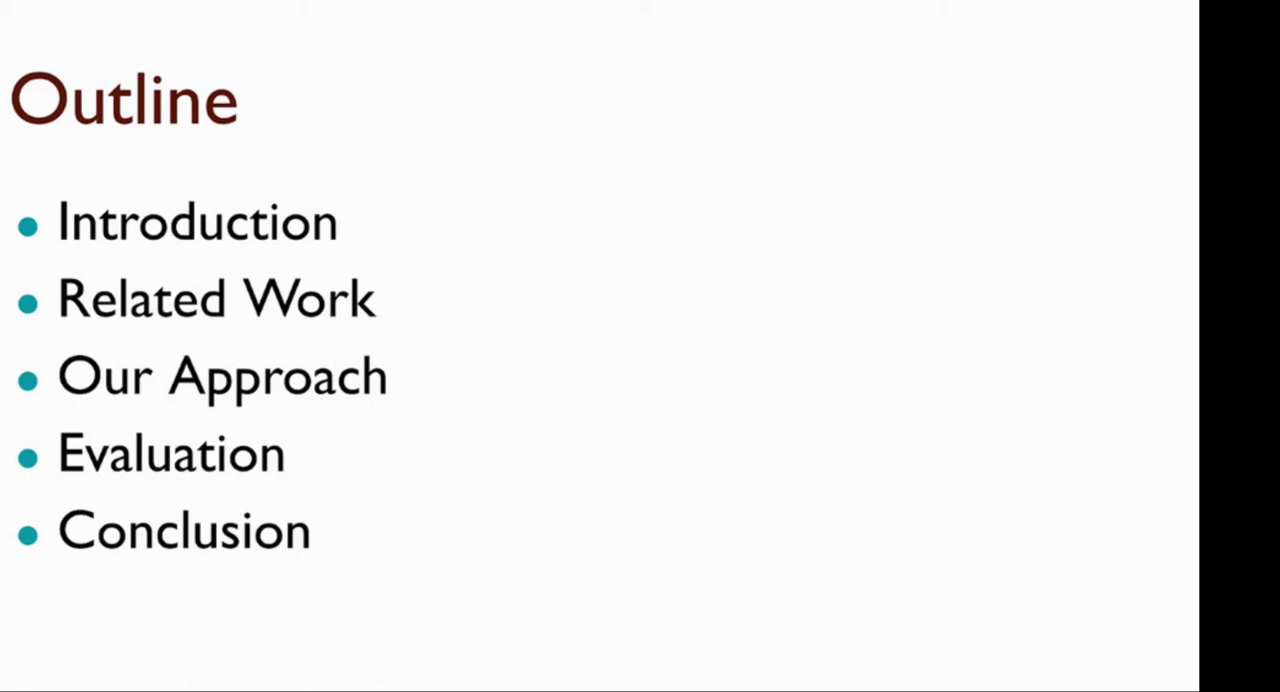 Outline
Introduction
Related Work
Our Approach
Evaluation
Conclusion